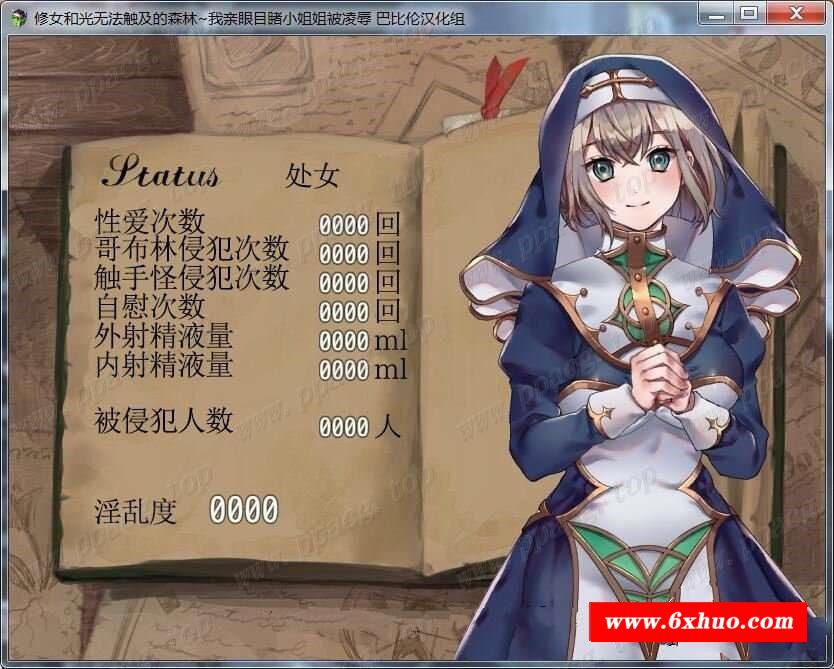 修女和光无法触及的森林~我亲眼目睹小姐姐被凌辱 巴比伦汉化组
Status 处女
性爱次数 0000 回
哥布林侵犯次数 0000 回
触手怪侵犯次数 0000 回
自慰次数 0000 回
外射精液量 0000 ml
内射精液量 0000 ml
被侵犯人数 0000 人
淫乱度 0000
www.6xhuo.com